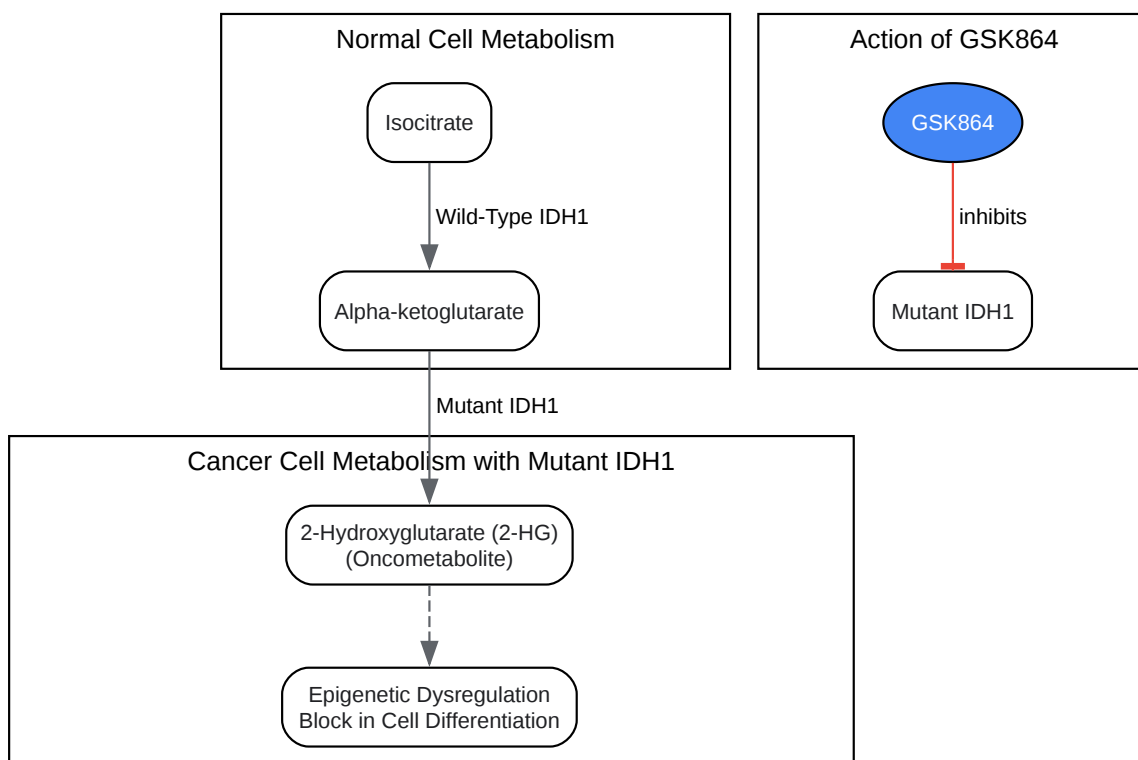 Normal Cell Metabolism
Isocitrate
Wild-Type IDH1
Alpha-ketoglutarate
Mutant IDH1
Action of GSK864
GSK864
inhibits
Mutant IDH1
Cancer Cell Metabolism with Mutant IDH1
2-Hydroxyglutarate (2-HG)
(Oncometabolite)
Epigenetic Dysregulation
Block in Cell Differentiation